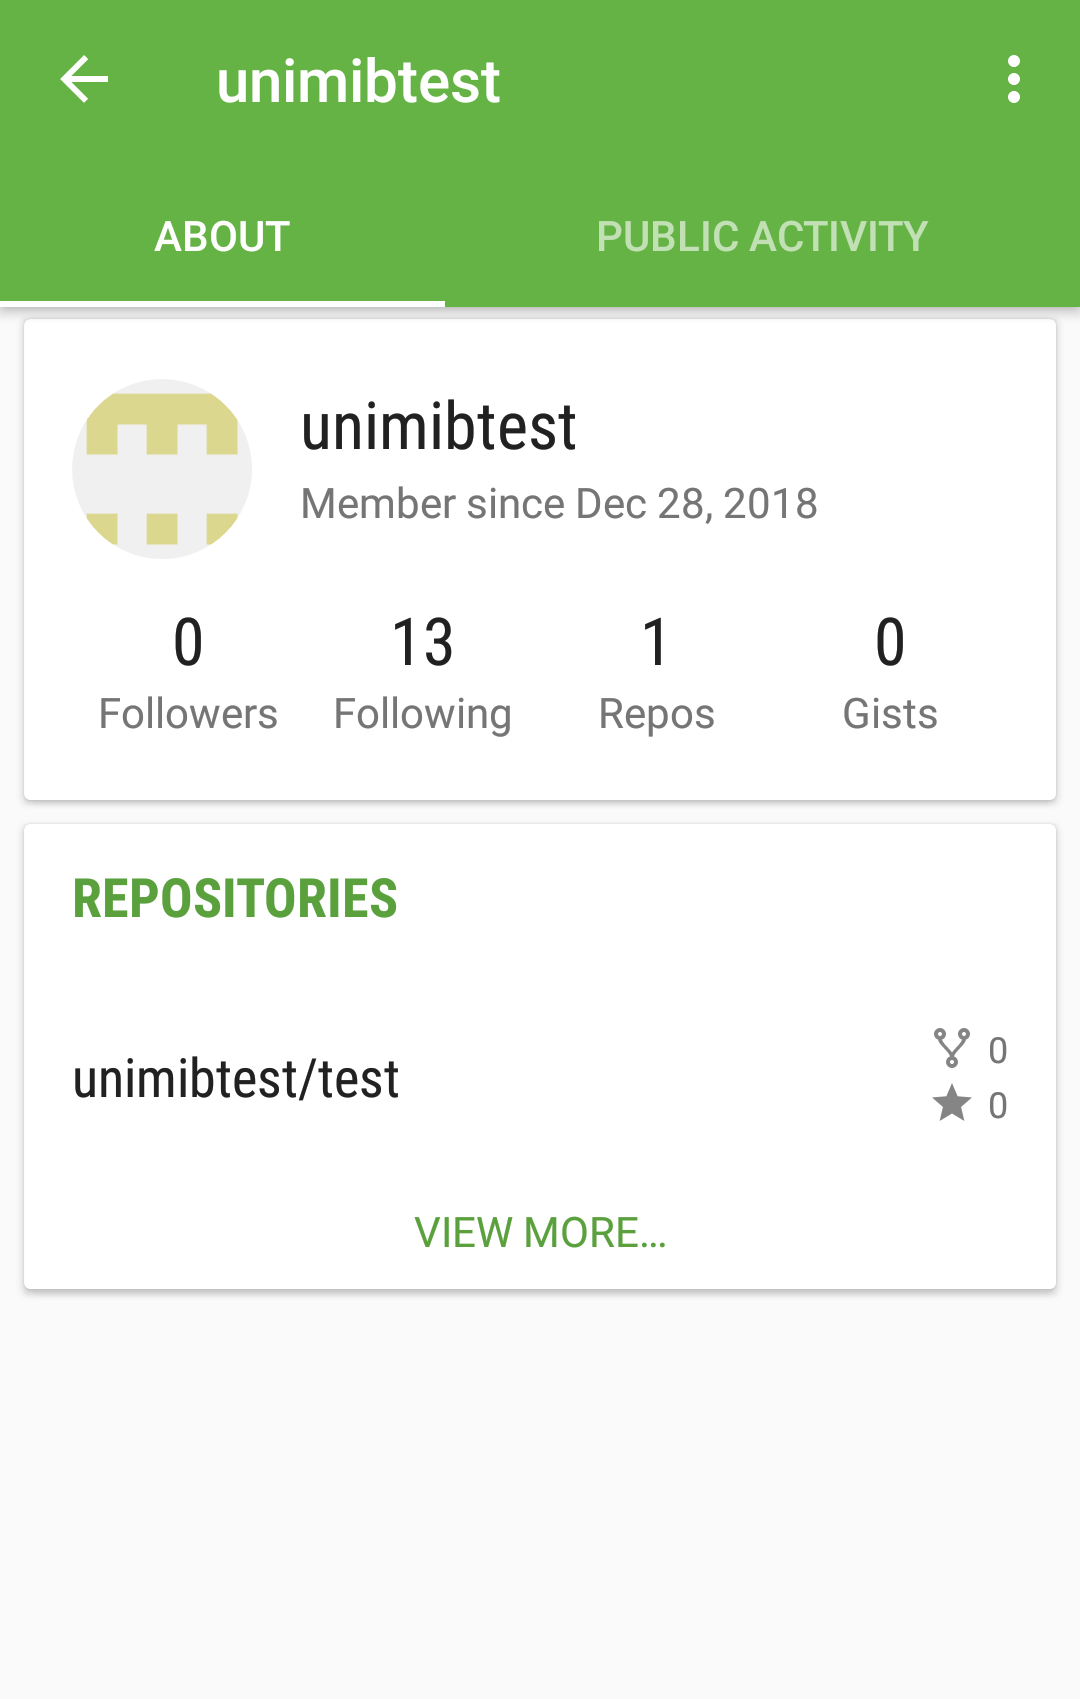 unimibtest
ABOUT PUBLIC ACTIVITY
unimibtest
Member since Dec 28, 2018
0 13 1 0
Followers Following Repos Gists
REPOSITORIES
0
unimibtest/test
0
VIEW MORE...